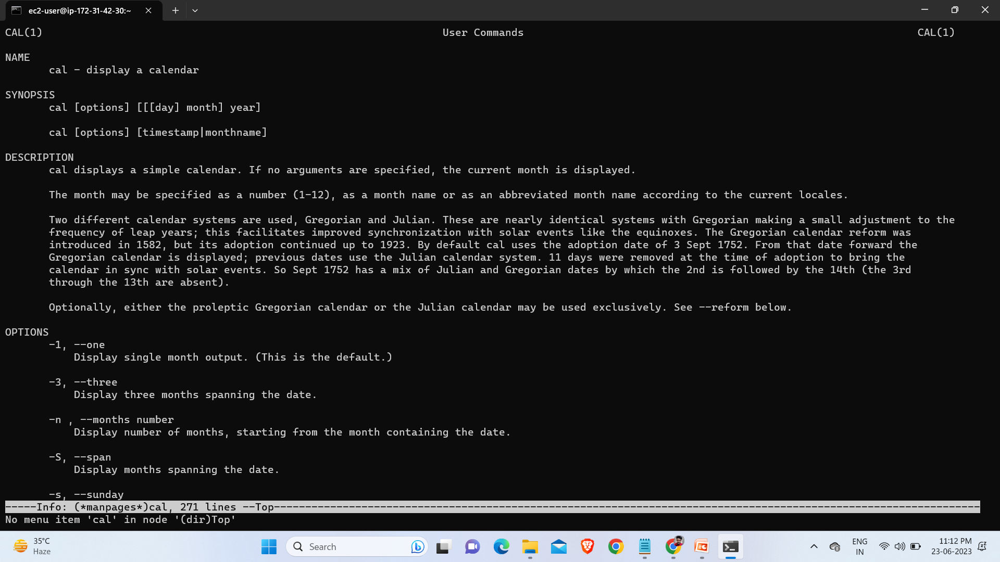 ec2-user@ip-172-31-42-30:~
CAL(1) User Commands CAL(1)
NAME
cal - display a calendar
SYNOPSIS
cal [options] [[[day] month] year]
cal [options] [timestamp|monthname]
DESCRIPTION
cal displays a simple calendar. If no arguments are specified, the current month is displayed.
The month may be specified as a number (1-12), as a month name or as an abbreviated month name according to the current locales.
Two different calendar systems are used, Gregorian and Julian. These are nearly identical systems with Gregorian making a small adjustment to the
frequency of leap years; this facilitates improved synchronization with solar events like the equinoxes. The Gregorian calendar reform was
introduced in 1582, but its adoption continued up to 1923. By default cal uses the adoption date of 3 Sept 1752. From that date forward the
Gregorian calendar is displayed; previous dates use the Julian calendar system. 11 days were removed at the time of adoption to bring the
calendar in sync with solar events. So Sept 1752 has a mix of Julian and Gregorian dates by which the 2nd is followed by the 14th (the 3rd
through the 13th are absent).
Optionally, either the proleptic Gregorian calendar or the Julian calendar may be used exclusively. See --reform below.
OPTIONS
-1, --one
Display single month output. (This is the default.)
-3, --three
Display three months spanning the date.
-n , --months number
Display number of months, starting from the month containing the date.
-S, --span
Display months spanning the date.
-s, --sunday
-----Info: (*manpages*)cal, 271 lines --Top-----------------------------------------------------------------------------------------------------------------
No menu item 'cal' in node '(dir)Top'
35°C
Haze
Search
ENG
IN
11:12 PM
23-06-2023